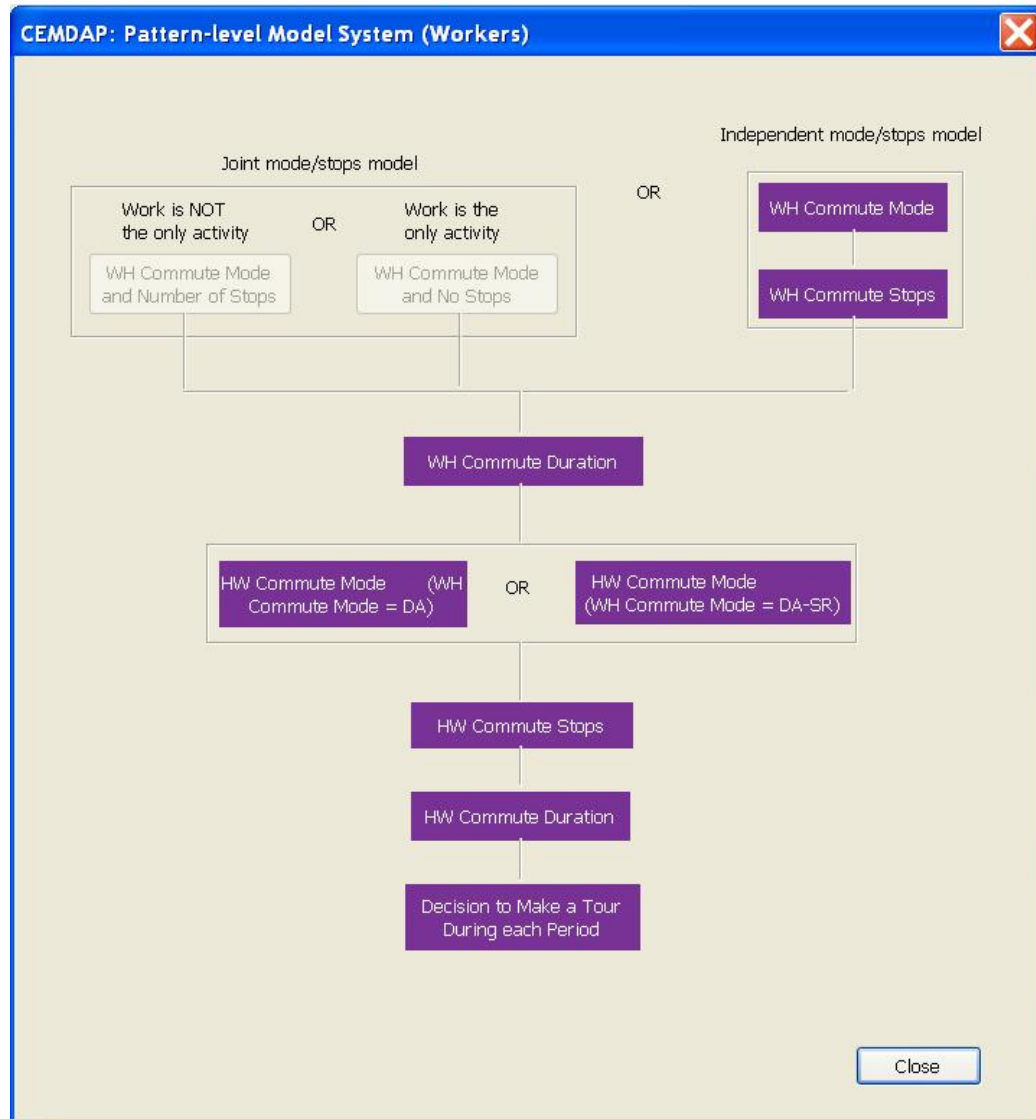 CEMDAP: Pattern-level Model System (Workers)
Independent mode/stops model
Joint mode/stops model
OR
Work is NOT
the only activity
OR
Work is the
only activity
WH Commute Mode
and Number of Stops
WH Commute Mode
and No Stops
WH Commute Mode
WH Commute Stops
WH Commute Duration
HW Commute Mode (WH
Commute Mode = DA)
OR
HW Commute Mode
(WH Commute Mode = DA-SR)
HW Commute Stops
HW Commute Duration
Decision to Make a Tour
During each Period
Close